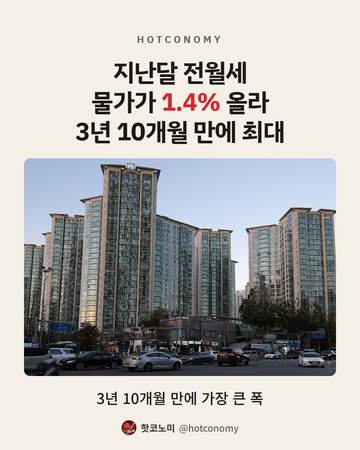 HOTCONOMY
지난달 전월세
물가가 1.4% 올라
3년 10개월 만에 최대
3년 10개월 만에 가장 큰 폭
핫코노미 @hotconomy